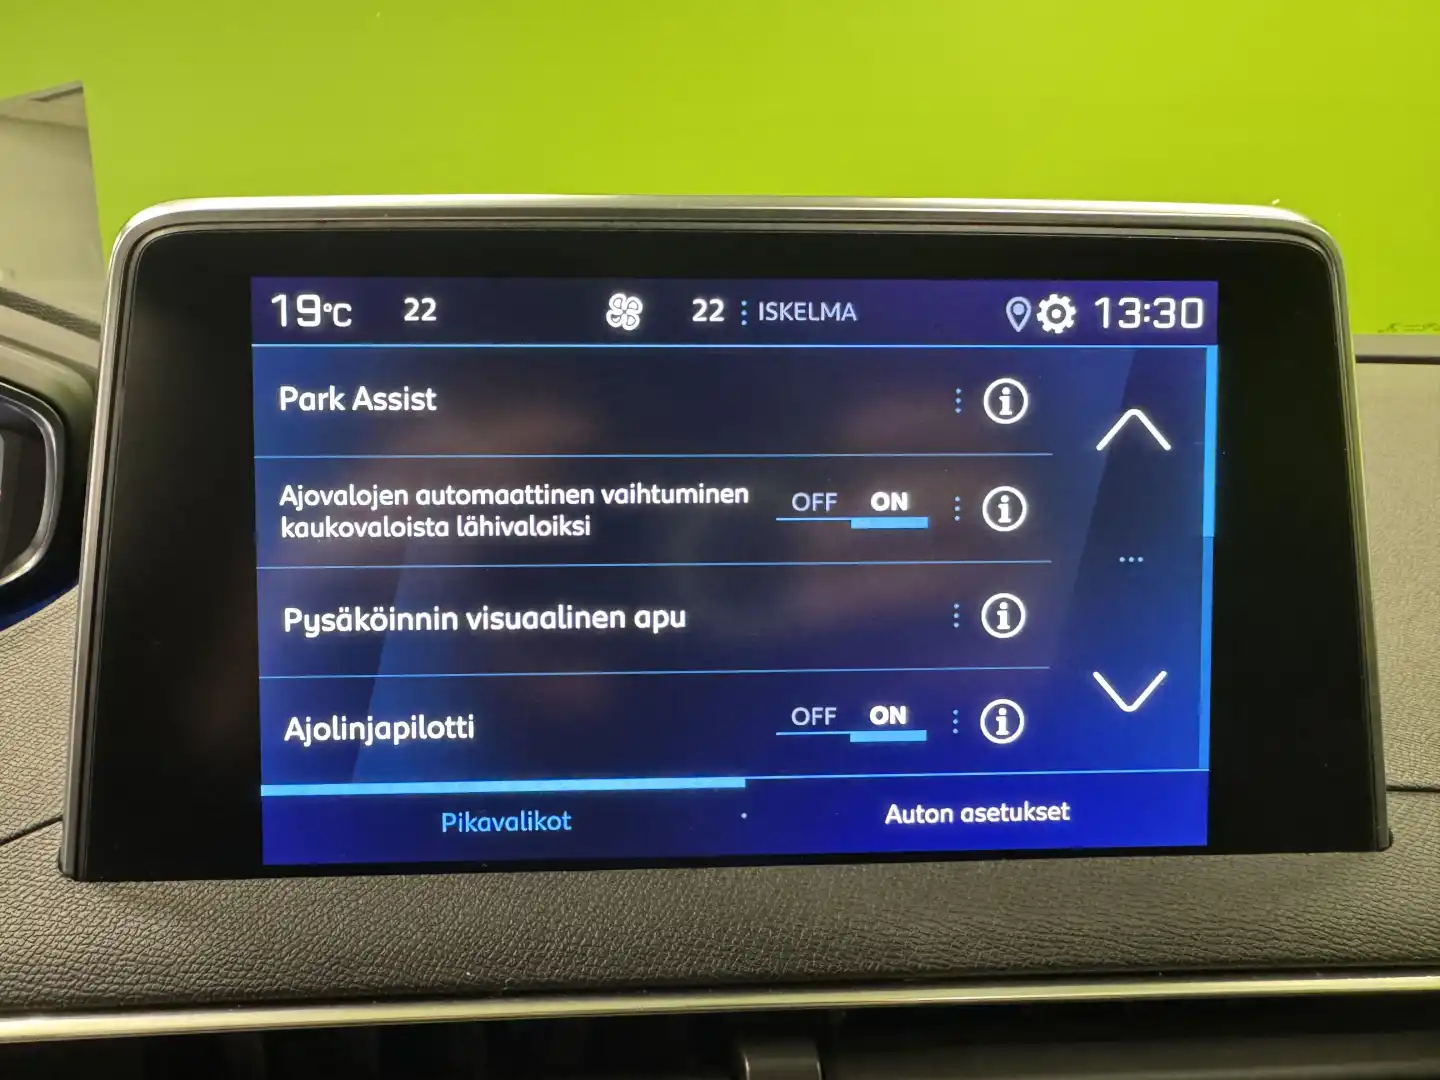 19°C 22 22 ISKELMA 13:30
Park Assist
Ajovalojen automaattinen vaihtuminen OFF ON
kaukovaloista lähivaloiksi
Pysäköinnin visuaalinen apu
Ajolinjapilotti OFF ON
Pikavalikot Auton asetukset